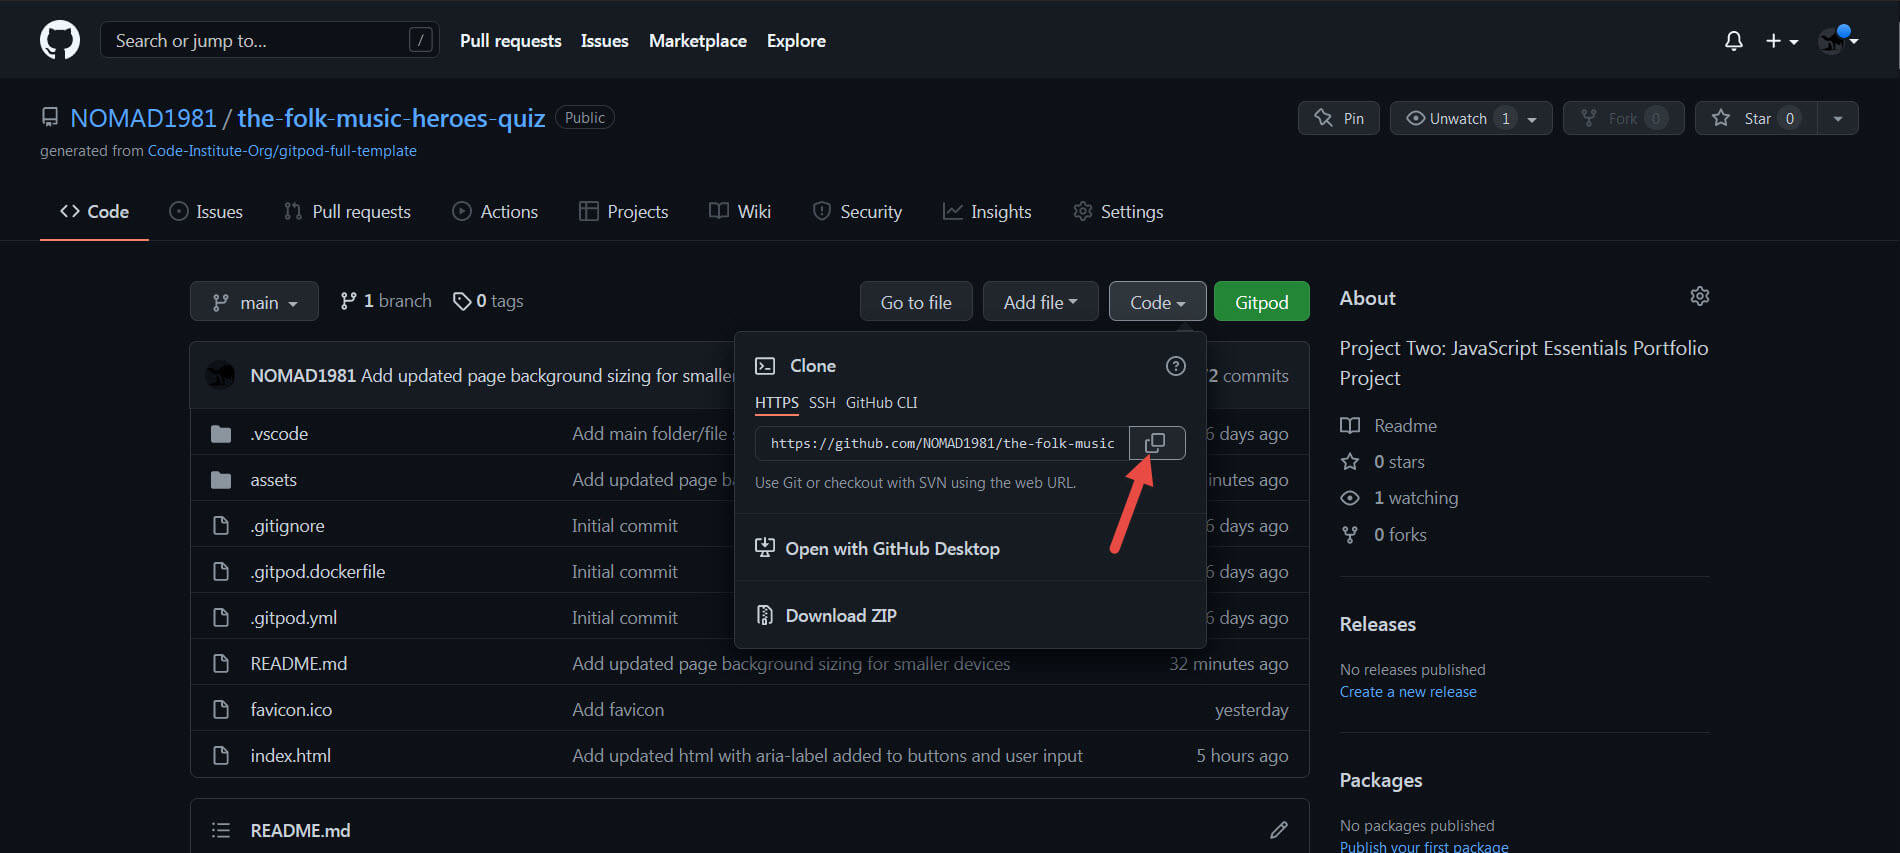 Search or jump to... /
Pull requests Issues Marketplace Explore
NOMAD1981 / the-folk-music-heroes-quiz Public
Pin Unwatch 1 Fork 0 Star 0
generated from Code-Institute-Org/gitpod-full-template
Code Issues Pull requests Actions Projects Wiki Security Insights Settings
main 1 branch 0 tags
Go to file Add file Code Gitpod
NOMAD1981 Add updated page background sizing for smaller
2 commits
.vscode Add main folder/file 6 days ago
assets Add updated page
.gitignore Initial commit 6 days ago
.gitpod.dockerfile Initial commit 6 days ago
.gitpod.yml Initial commit 6 days ago
README.md Add updated page background sizing for smaller devices 32 minutes ago
favicon.ico Add favicon yesterday
index.html Add updated html with aria-label added to buttons and user input 5 hours ago
README.md
Clone
HTTPS SSH GitHub CLI
https://github.com/NOMAD1981/the-folk-music
Use Git or checkout with SVN using the web URL.
Open with GitHub Desktop
Download ZIP
About
Project Two: JavaScript Essentials Portfolio
Project
Readme
0 stars
1 watching
0 forks
Releases
No releases published
Create a new release
Packages
No packages published
Publish your first package